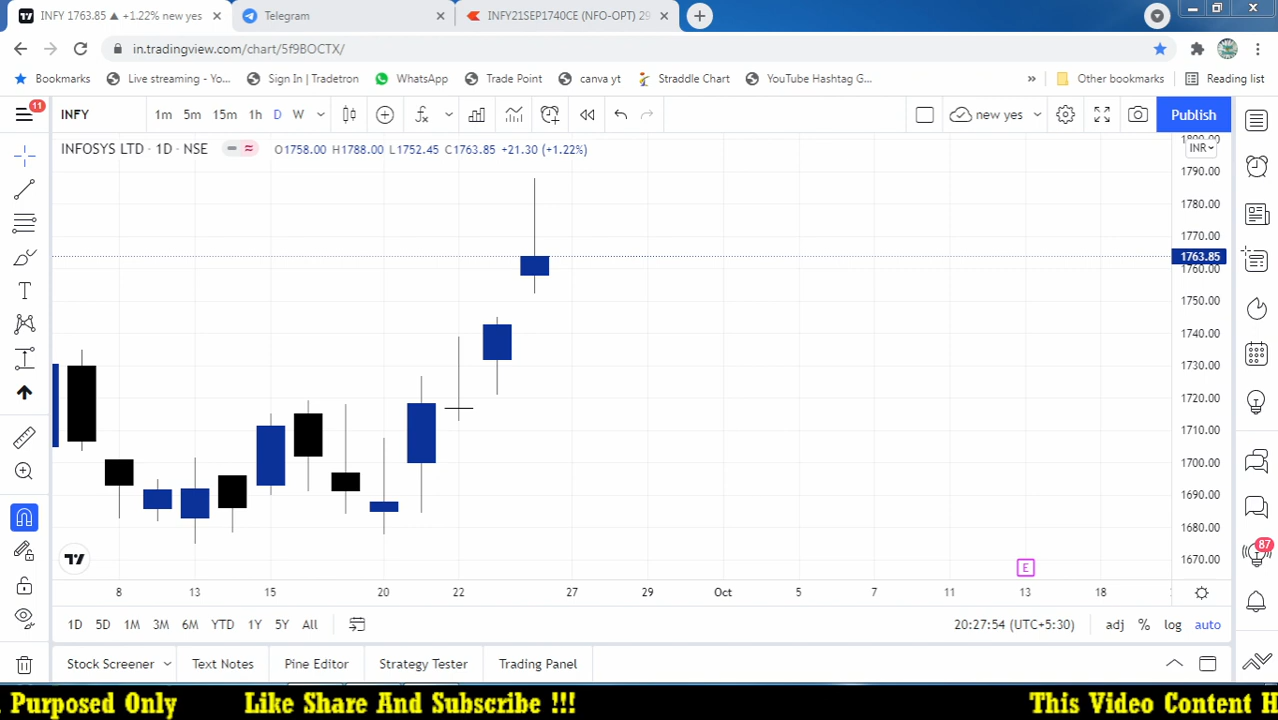 INFY 1763.85 ▲ +1.22% new yes
Telegram
INFY21SEP1740CE (NFO-OPT) 29
in.tradingview.com/chart/5f9BOCTX/
Bookmarks
Live streaming - Yo...
Sign In | Tradetron
WhatsApp
Trade Point
canva yt
Straddle Chart
YouTube Hashtag G...
»
Other bookmarks
Reading list
11
INFY
1m 5m 15m 1h D W
new yes
Publish
INFOSYS LTD · 1D · NSE
O1758.00 H1788.00 L1752.45 C1763.85 +21.30 (+1.22%)
1800.00
INR
1790.00
1780.00
1770.00
1763.85
1760.00
1750.00
1740.00
1730.00
1720.00
1710.00
1700.00
1690.00
1680.00
1670.00
E
87
8 13 15 20 22 27 29 Oct 5 7 11 13 18
1D 5D 1M 3M 6M YTD 1Y 5Y All
20:27:54 (UTC+5:30)
adj % log auto
Stock Screener
Text Notes
Pine Editor
Strategy Tester
Trading Panel
Purposed Only Like Share And Subscribe !!! This Video Content H